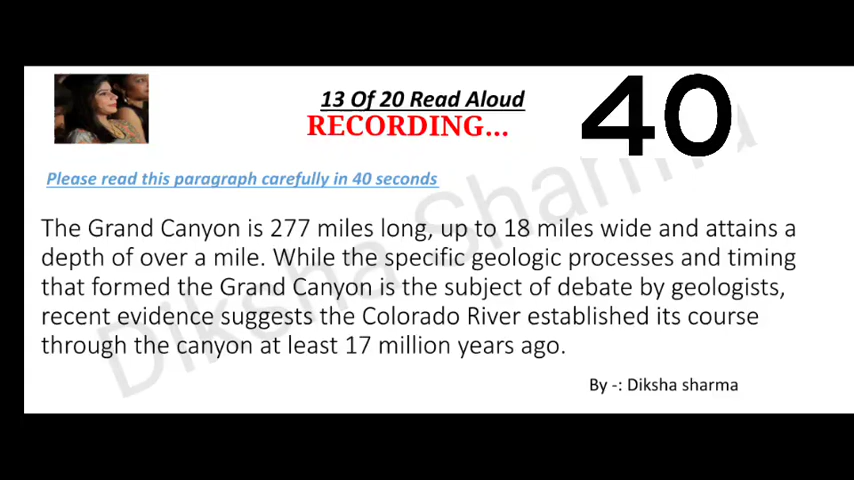 13 Of 20 Read Aloud
RECORDING...
40
Please read this paragraph carefully in 40 seconds
The Grand Canyon is 277 miles long, up to 18 miles wide and attains a
depth of over a mile. While the specific geologic processes and timing
that formed the Grand Canyon is the subject of debate by geologists,
recent evidence suggests the Colorado River established its course
through the canyon at least 17 million years ago.
By -: Diksha sharma
Diksha Sharma